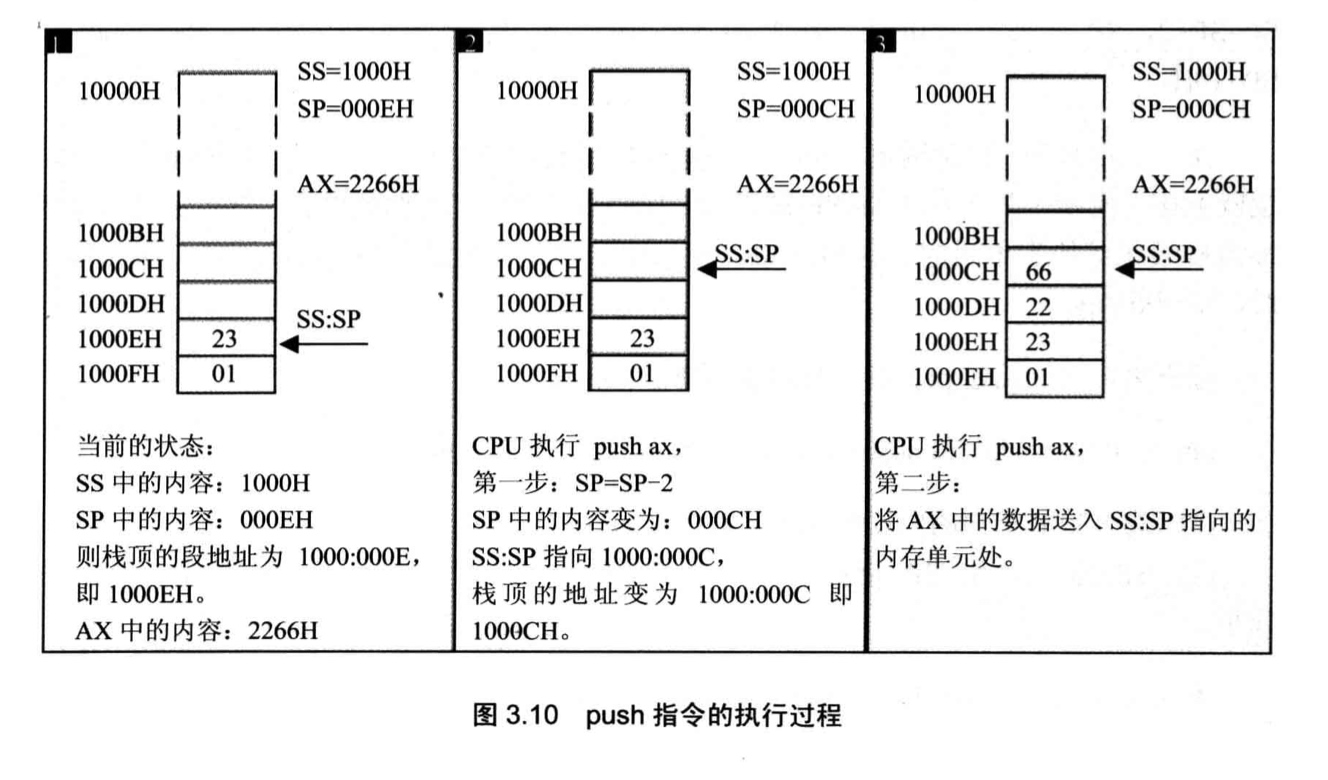 1
10000H
SS=1000H
SP=000EH
AX=2266H
1000BH
1000CH
1000DH
1000EH 23
SS:SP
1000FH 01
当前的状态：
SS 中的内容：1000H
SP 中的内容：000EH
则栈顶的段地址为 1000:000E，
即 1000EH。
AX 中的内容：2266H
2
10000H
SS=1000H
SP=000CH
AX=2266H
1000BH
1000CH
SS:SP
1000DH
1000EH 23
1000FH 01
CPU 执行 push ax，
第一步：SP=SP-2
SP 中的内容变为：000CH
SS:SP 指向 1000:000C，
栈顶的地址变为 1000:000C 即
1000CH。
3
10000H
SS=1000H
SP=000CH
AX=2266H
1000BH
1000CH 66
SS:SP
1000DH 22
1000EH 23
1000FH 01
CPU 执行 push ax，
第二步：
将 AX 中的数据送入 SS:SP 指向的
内存单元处。
图 3.10 push 指令的执行过程